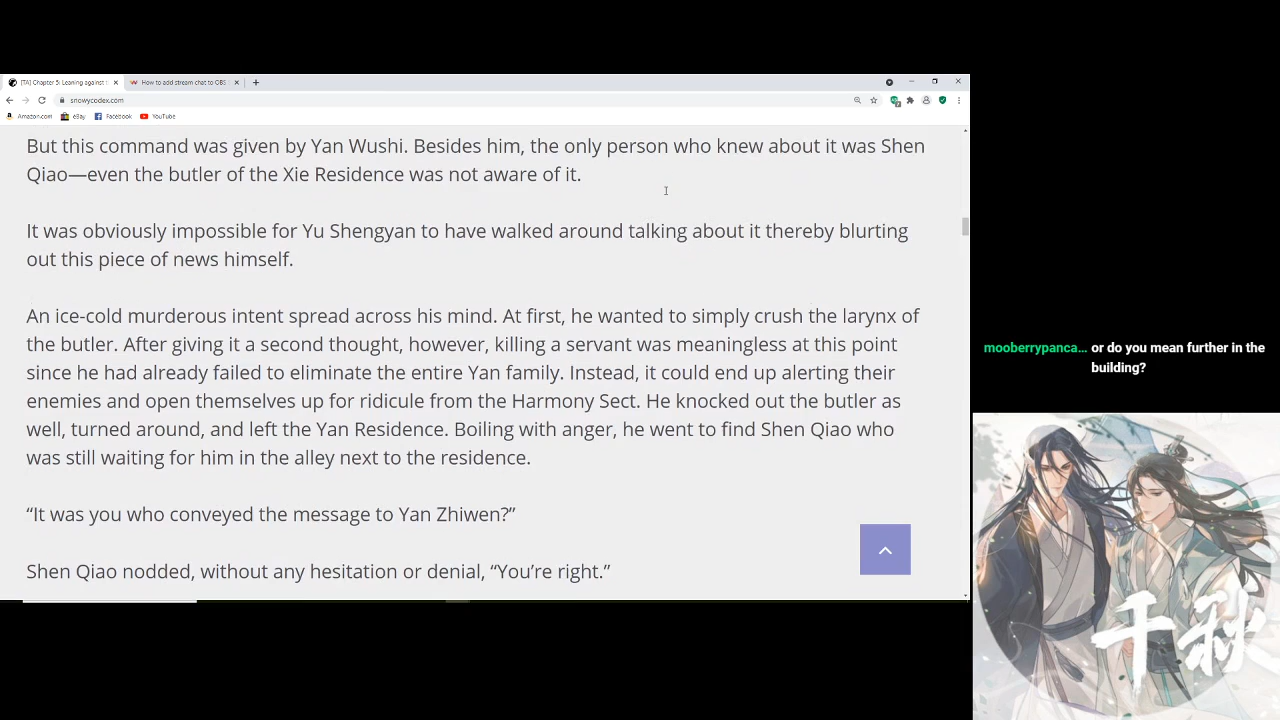 [TA] Chapter 5: Leaning against t
How to add stream chat to OBS
snowycodex.com
Amazon.com
eBay
Facebook
YouTube
But this command was given by Yan Wushi. Besides him, the only person who knew about it was Shen
Qiao—even the butler of the Xie Residence was not aware of it.
It was obviously impossible for Yu Shengyan to have walked around talking about it thereby blurting
out this piece of news himself.
An ice-cold murderous intent spread across his mind. At first, he wanted to simply crush the larynx of
the butler. After giving it a second thought, however, killing a servant was meaningless at this point
since he had already failed to eliminate the entire Yan family. Instead, it could end up alerting their
enemies and open themselves up for ridicule from the Harmony Sect. He knocked out the butler as
well, turned around, and left the Yan Residence. Boiling with anger, he went to find Shen Qiao who
was still waiting for him in the alley next to the residence.
“It was you who conveyed the message to Yan Zhiwen?”
Shen Qiao nodded, without any hesitation or denial, “You’re right.”
mooberrypanca… or do you mean further in the
building?
千秋